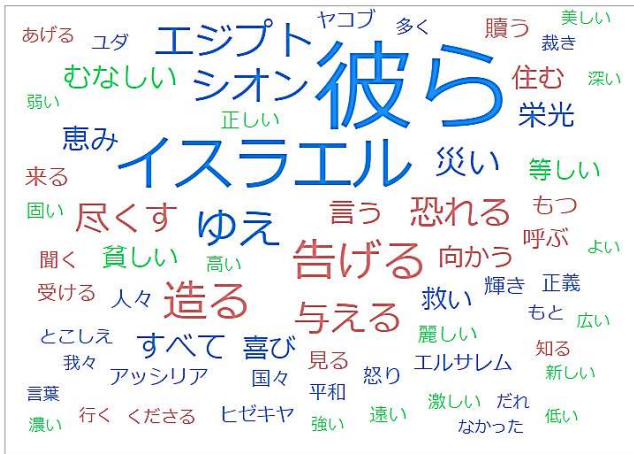 あげる
ユダ
エジプト
ヤコブ
多く
贖う
美しい
裁き
むなしい
シオン
彼ら
住む
深い
弱い
正しい
栄光
恵み
イスラエル
災い
等しい
来る
固い
尽くす
ゆえ
言う
恐れる
もつ
呼ぶ
よい
聞く
貧しい
高い
告げる
向かう
受ける
人々
造る
与える
救い
輝き
正義
もと
広い
とこしえ
すべて
喜び
麗しい
我々
アッシリア
国々
見る
怒り
エルサレム
知る
新しい
言葉
平和
濃い
行く
くださる
ヒゼキヤ
強い
遠い
激しい
だれ
なかった
低い